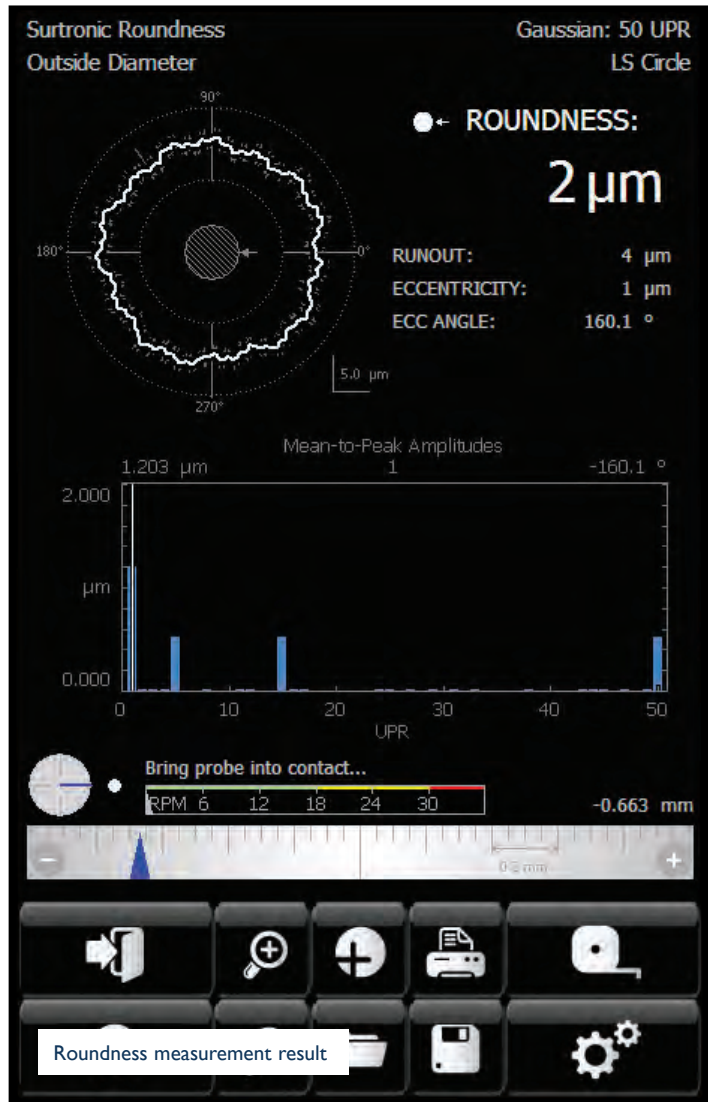 Surtronic Roundness Gaussian: 50 UPR
Outside Diameter LS Circle
90°
ROUNDNESS:
2 µm
180° 0°
RUNOUT: 4 µm
ECCENTRICITY: 1 µm
ECC ANGLE: 160.1 °
5.0 µm
270°
Mean-to-Peak Amplitudes
1.203 µm 1 -160.1 °
2.000
µm
0.000
0 10 20 30 40 50
UPR
Bring probe into contact...
RPM 6 12 18 24 30 -0.663 mm
- +
0.2 mm
Roundness measurement result